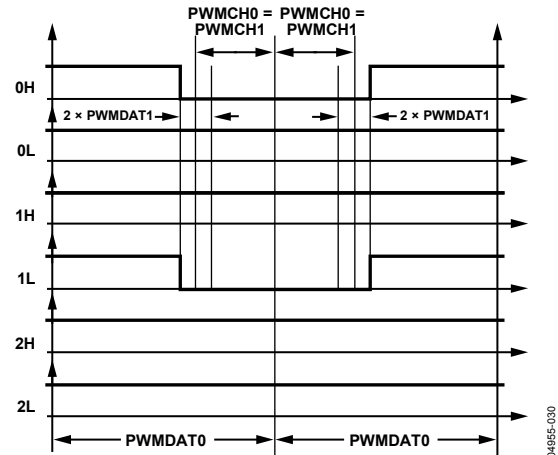 PWMCH0 = PWMCH0 =
PWMCH1 PWMCH1
0H
2 × PWMDAT1 2 × PWMDAT1
0L
1H
1L
2H
2L
PWMDAT0 PWMDAT0
04955-030